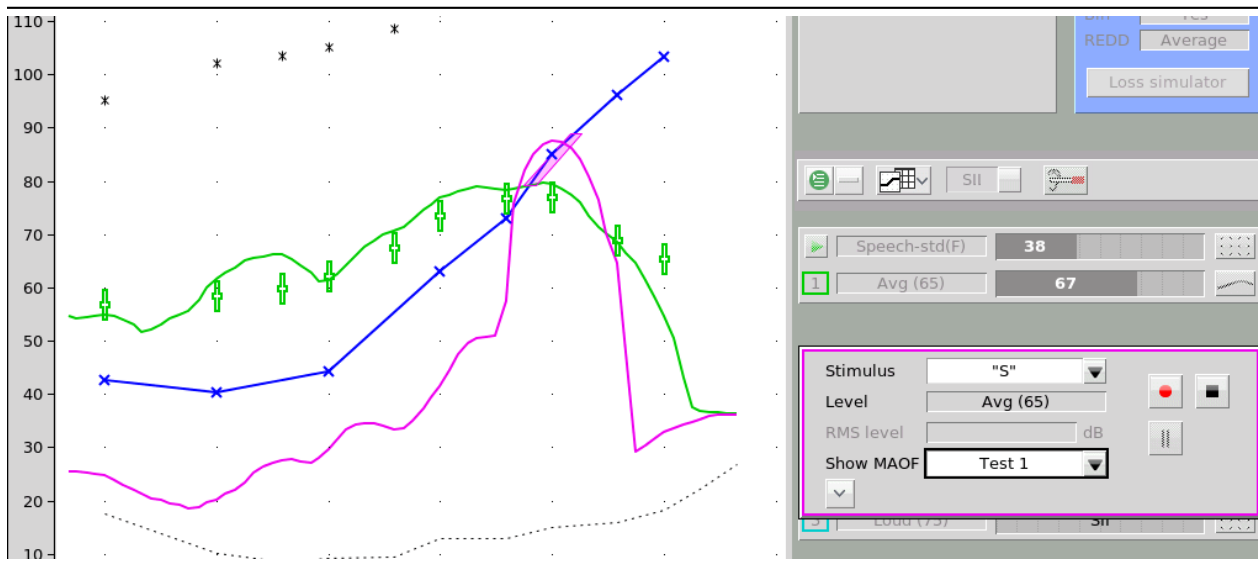 110
100
90
80
70
60
50
40
30
20
10
REDD Average
Loss simulator
SII
Speech-std(F) 38
1 Avg (65) 67
Stimulus "S"
Level Avg (65)
RMS level dB
Show MAOF Test 1